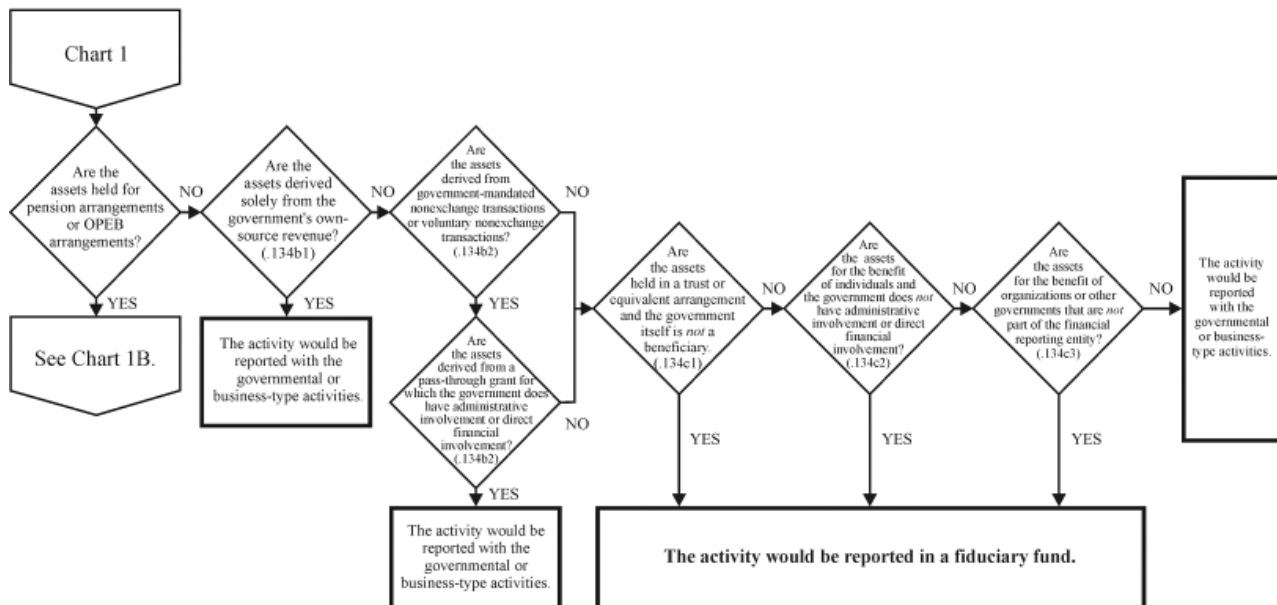 Chart 1
Are the
assets held for
pension arrangements
or OPEB
arrangements?
NO
YES
See Chart 1B.
Are the
assets derived
solely from the
government's own-
source revenue?
(.134b1)
NO
YES
The activity would be
reported with the
governmental or
business-type activities.
Are
the assets
derived from
government-mandated
nonexchange transactions
or voluntary nonexchange
transactions?
(.134b2)
NO
YES
Are
the assets
derived from a
pass-through grant for
which the government does
have administrative
involvement or direct
financial
involvement?
(.134b2)
NO
YES
The activity would be
reported with the
governmental or
business-type activities.
Are
the assets
held in a trust or
equivalent arrangement
and the government
itself is not a
beneficiary.
(.134c1)
NO
YES
Are
the assets
for the benefit
of individuals and
the government does not
have administrative
involvement or direct
financial
involvement?
(.134c2)
NO
YES
Are
the assets
for the benefit of
organizations or other
governments that are not
part of the financial
reporting entity?
(.134c3)
NO
YES
The activity
would be
reported
with the
governmental
or business-
type activities.
The activity would be reported in a fiduciary fund.